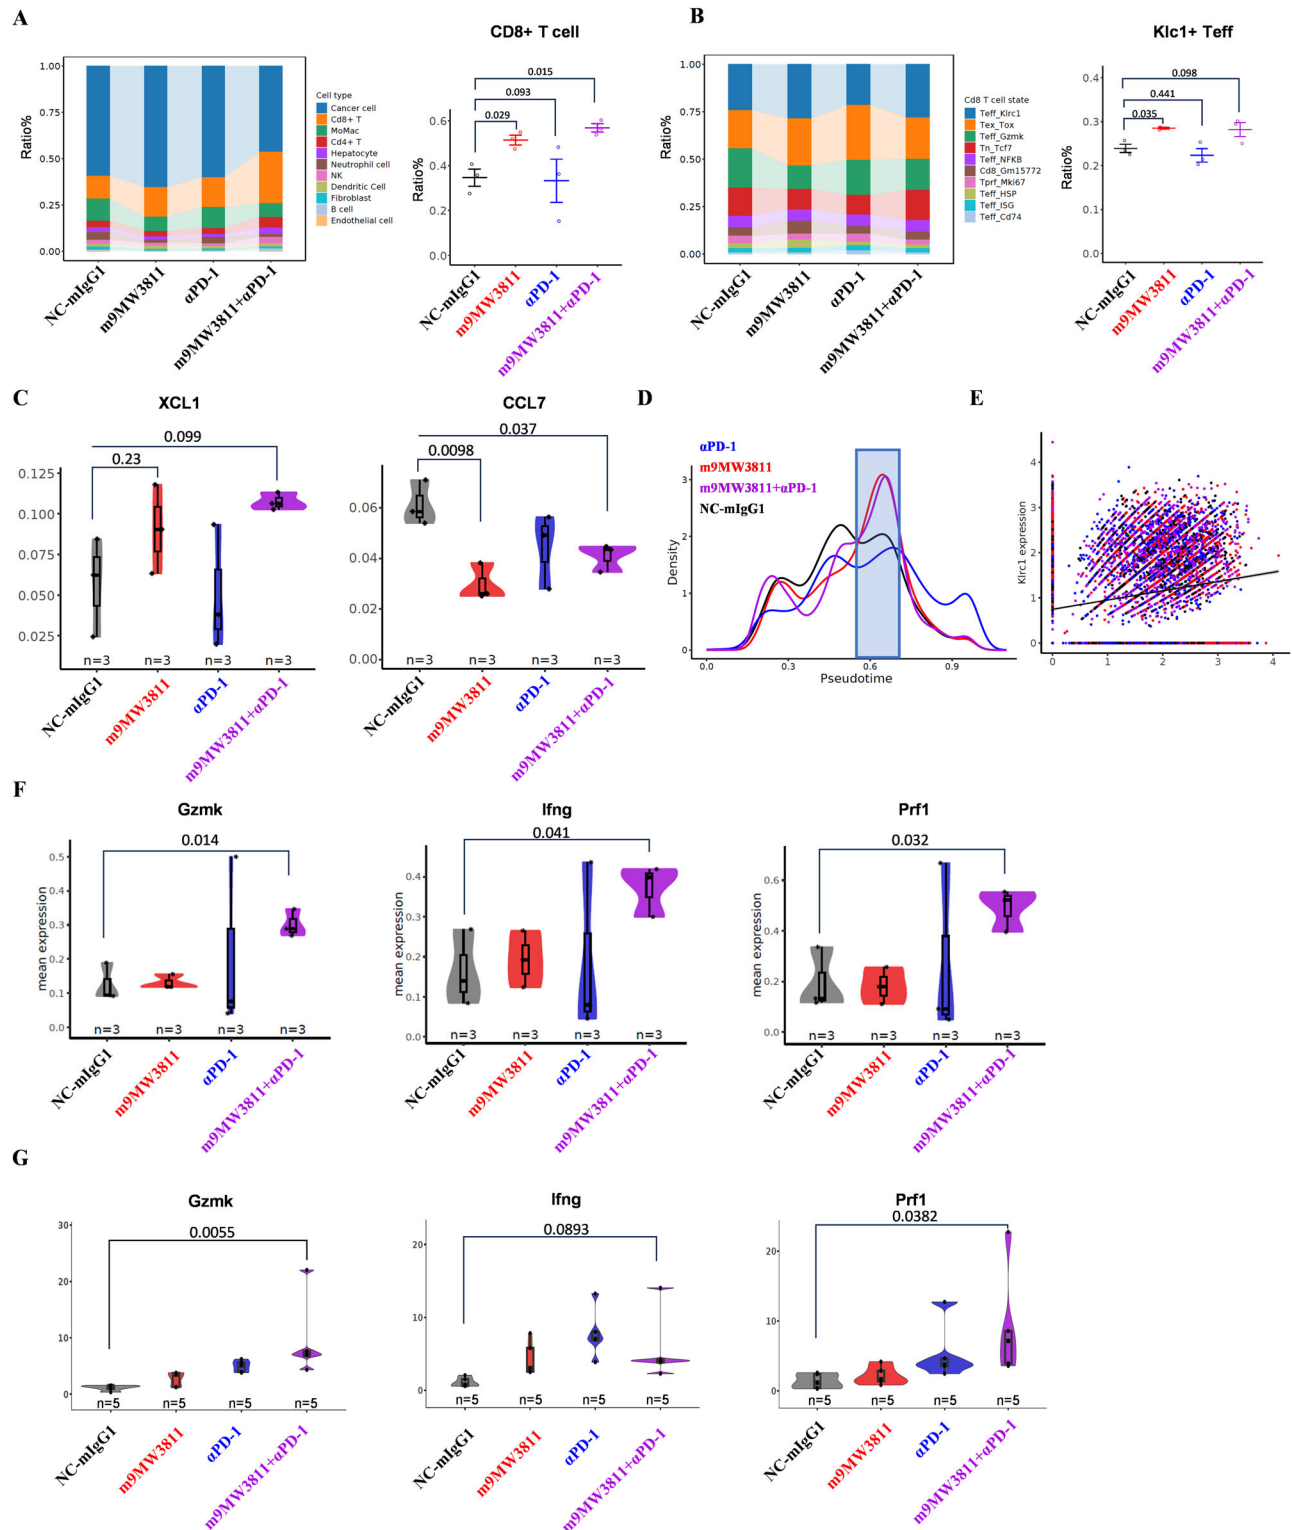 A
CD8+ T cell
Ratio%
1.00
0.75
0.50
0.25
0.00
Cell type
Cancer cell
Cd8+ T
MoMac
Cd4+ T
Hepatocyte
Neutrophil cell
NK
Dendritic Cell
Fibroblast
B cell
Endothelial cell
NC-mIgG1
m9MW3811
αPD-1
m9MW3811+αPD-1
Ratio%
0.6
0.4
0.2
0.0
0.015
0.093
0.029
NC-mIgG1
m9MW3811
αPD-1
m9MW3811+αPD-1
B
Klc1+ Teff
Ratio%
1.00
0.75
0.50
0.25
0.00
Cd8 T cell state
Teff_Klrc1
Tex_Tox
Teff_Gzmk
Tn_Tcf7
Teff_NFKB
Cd8_Gm15772
Tprf_Mki67
Teff_HSP
Teff_ISG
Teff_Cd74
NC-mIgG1
m9MW3811
αPD-1
m9MW3811+αPD-1
Ratio%
0.4
0.3
0.2
0.1
0.0
0.098
0.441
0.035
NC-mIgG1
m9MW3811
αPD-1
m9MW3811+αPD-1
C
XCL1
0.099
0.23
0.125
0.100
0.075
0.050
0.025
n=3
n=3
n=3
n=3
NC-mIgG1
m9MW3811
αPD-1
m9MW3811+αPD-1
CCL7
0.037
0.0098
0.06
0.04
0.02
0.00
n=3
n=3
n=3
n=3
NC-mIgG1
m9MW3811
αPD-1
m9MW3811+αPD-1
D
αPD-1
m9MW3811
m9MW3811+αPD-1
NC-mIgG1
Density
3
2
1
0
0.0
0.3
0.6
0.9
Pseudotime
E
Klrc1 expression
4
3
2
1
0
0
1
2
3
4
F
Gzmk
0.014
mean expression
0.5
0.4
0.3
0.2
0.1
0.0
n=3
n=3
n=3
n=3
NC-mIgG1
m9MW3811
αPD-1
m9MW3811+αPD-1
Ifng
0.041
mean expression
0.4
0.3
0.2
0.1
0.0
n=3
n=3
n=3
n=3
NC-mIgG1
m9MW3811
αPD-1
m9MW3811+αPD-1
Prf1
0.032
mean expression
0.6
0.4
0.2
0.0
n=3
n=3
n=3
n=3
NC-mIgG1
m9MW3811
αPD-1
m9MW3811+αPD-1
G
Gzmk
0.0055
30
20
10
0
n=5
n=5
n=5
n=5
NC-mIgG1
m9MW3811
αPD-1
m9MW3811+αPD-1
Ifng
0.0893
20
10
0
n=5
n=5
n=5
n=5
NC-mIgG1
m9MW3811
αPD-1
m9MW3811+αPD-1
Prf1
0.0382
20
10
0
n=5
n=5
n=5
n=5
NC-mIgG1
m9MW3811
αPD-1
m9MW3811+αPD-1